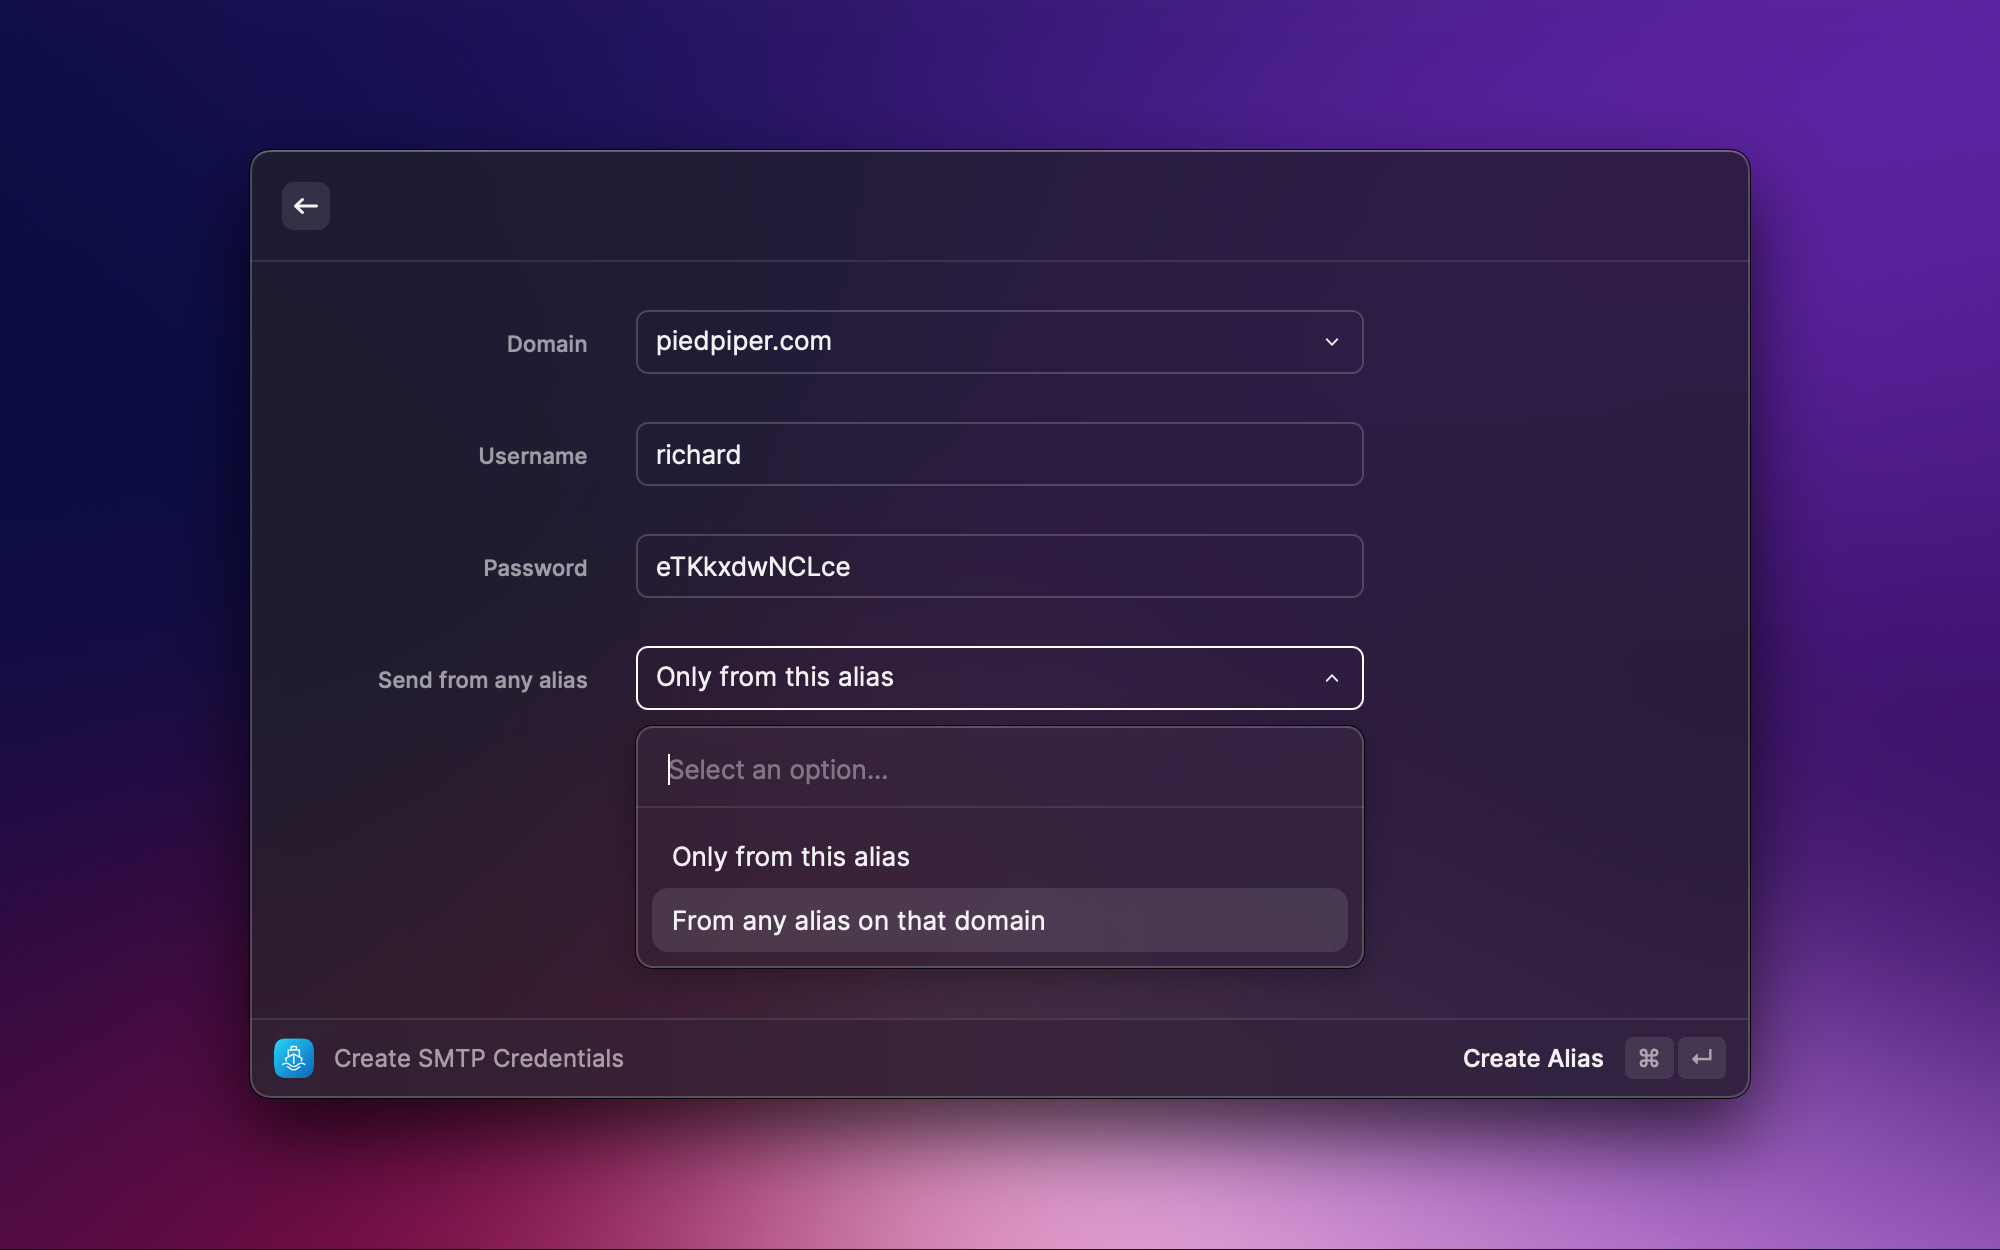 Domain
piedpiper.com
Username
richard
Password
eTKkxdwNCLce
Send from any alias
Only from this alias
Select an option...
Only from this alias
From any alias on that domain
Create SMTP Credentials
Create Alias ⌘ ↵